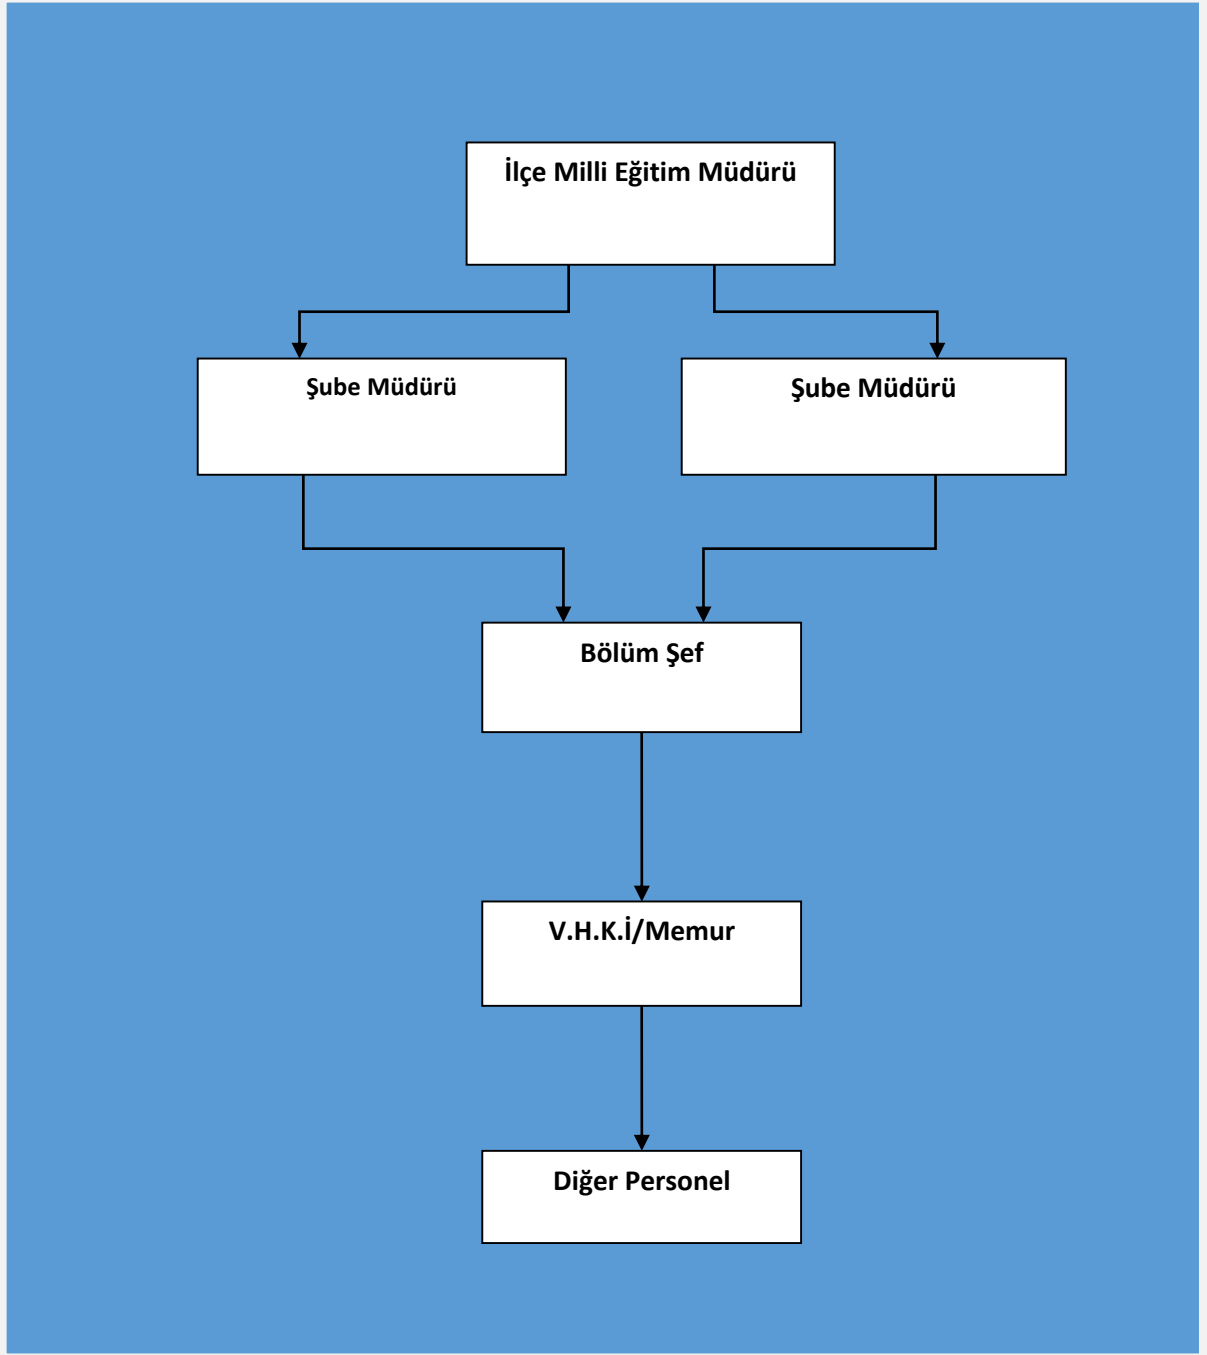 İlçe Milli Eğitim Müdürü
Şube Müdürü
Şube Müdürü
Bölüm Şef
V.H.K.İ/Memur
Diğer Personel